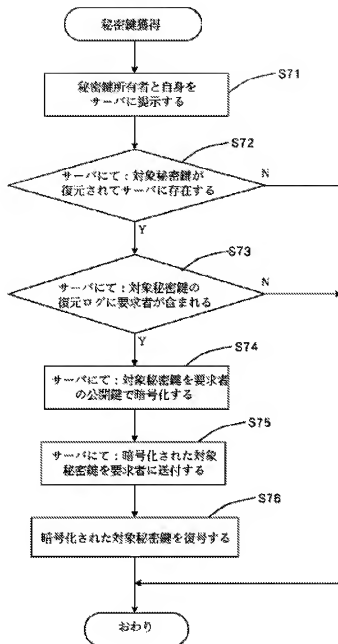 秘密鍵獲得
S71
秘密鍵所有者と自身を
サーバに提示する
S72
サーバにて：対象秘密鍵が
復元されてサーバに存在する
N
Y
S73
サーバにて：対象秘密鍵の
復元ログに要求者が含まれる
N
Y
S74
サーバにて：対象秘密鍵を要求者
の公開鍵で暗号化する
S75
サーバにて：暗号化された対象
秘密鍵を要求者に送付する
S76
暗号化された対象秘密鍵を復号する
おわり